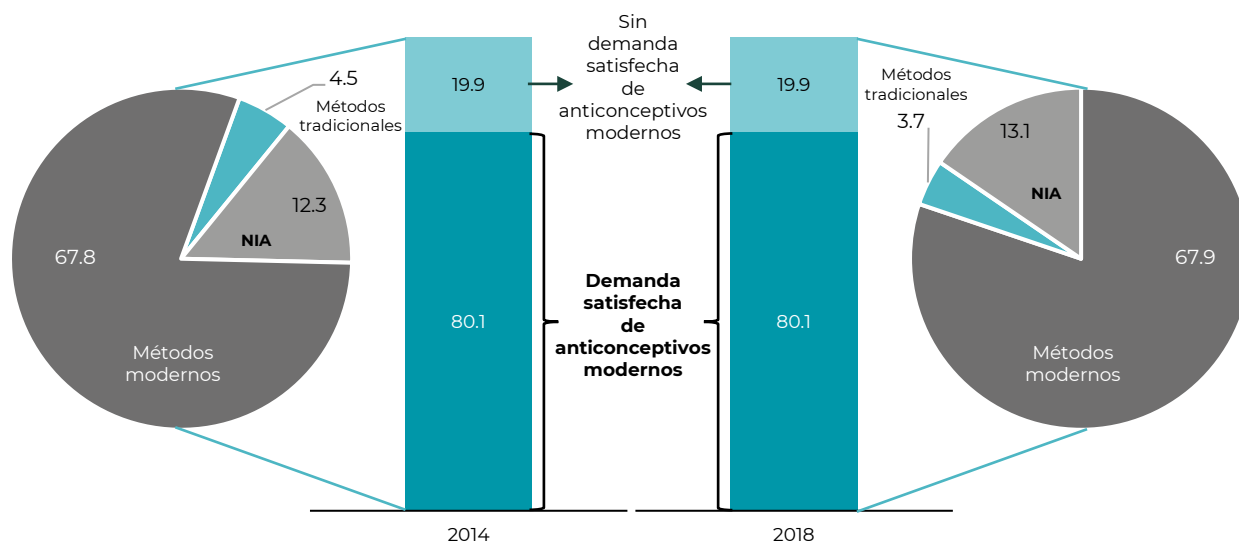 4.5
Métodos
tradicionales
12.3
NIA
67.8
Métodos
modernos
19.9
80.1
2014
Sin
demanda
satisfecha
de
anticonceptivos
modernos
Demanda
satisfecha
de
anticonceptivos
modernos
19.9
80.1
2018
Métodos
tradicionales
3.7
13.1
NIA
67.9
Métodos
modernos